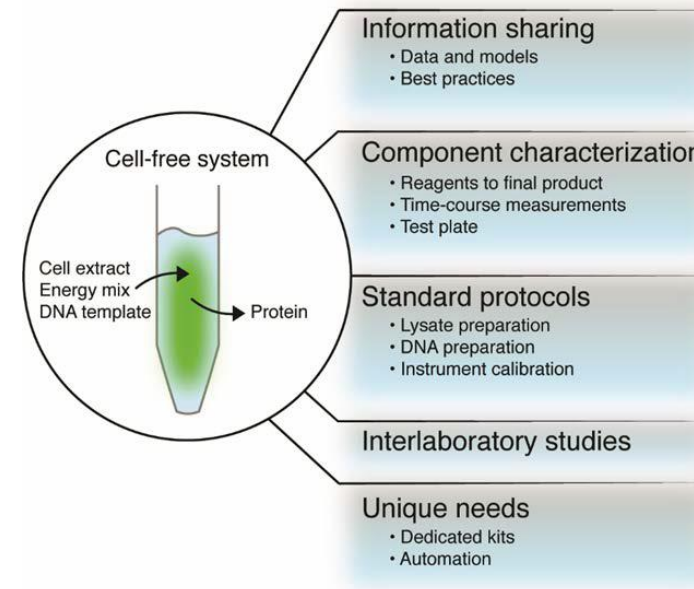 Cell-free system
Cell extract
Energy mix
DNA template
Protein
Information sharing
• Data and models
• Best practices
Component characterization
• Reagents to final product
• Time-course measurements
• Test plate
Standard protocols
• Lysate preparation
• DNA preparation
• Instrument calibration
Interlaboratory studies
Unique needs
• Dedicated kits
• Automation